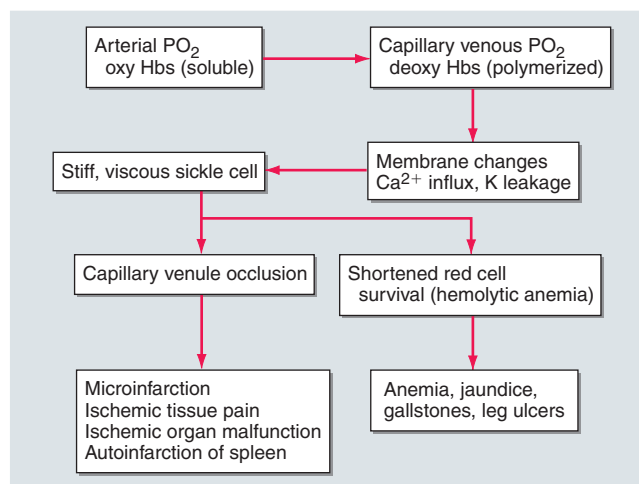 Arterial PO₂
oxy Hbs (soluble)
Capillary venous PO₂
deoxy Hbs (polymerized)
Membrane changes
Ca²⁺ influx, K leakage
Stiff, viscous sickle cell
Capillary venule occlusion
Shortened red cell
survival (hemolytic anemia)
Microinfarction
Ischemic tissue pain
Ischemic organ malfunction
Autoinfarction of spleen
Anemia, jaundice,
gallstones, leg ulcers